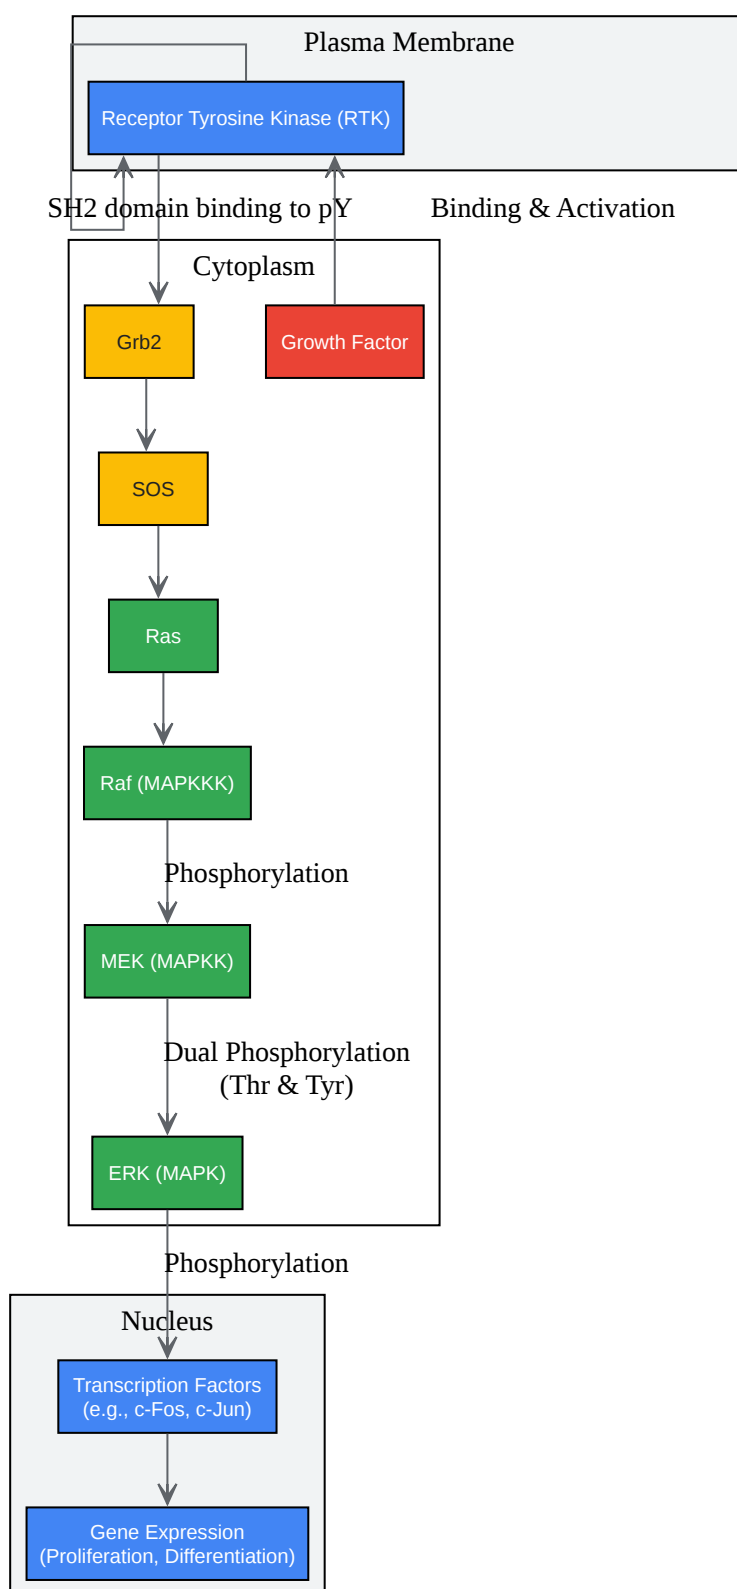 Plasma Membrane
Receptor Tyrosine Kinase (RTK)
SH2 domain binding to pY
Binding & Activation
Cytoplasm
Grb2
Growth Factor
SOS
Ras
Raf (MAPKKK)
Phosphorylation
MEK (MAPKK)
Dual Phosphorylation
(Thr & Tyr)
ERK (MAPK)
Phosphorylation
Nucleus
Transcription Factors
(e.g., c-Fos, c-Jun)
Gene Expression
(Proliferation, Differentiation)